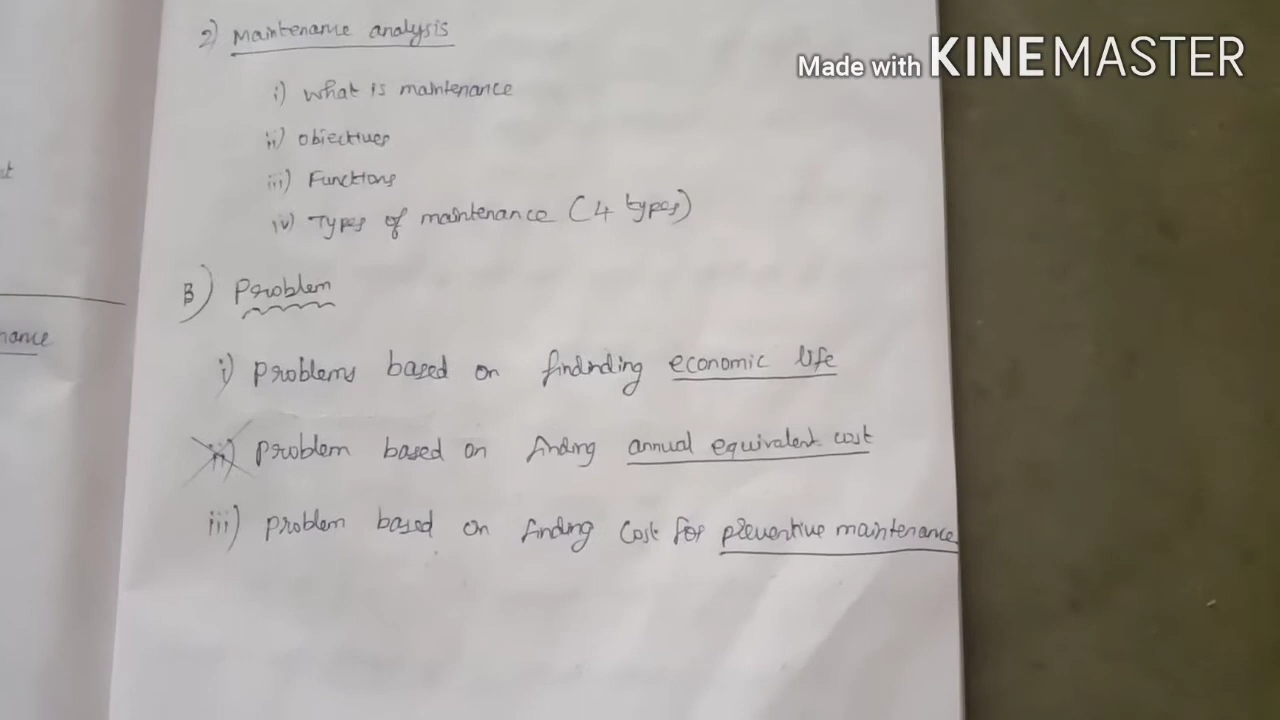 Made with KINEMASTER
2) Maintenance analysis
i) what is maintenance
ii) objectives
iii) Functions
iv) Types of maintenance (4 types)
B) Problem
i) problems based on findinding economic life
ii) problem based on finding annual equivalent cost
iii) problem based on finding cost for preventive maintenance